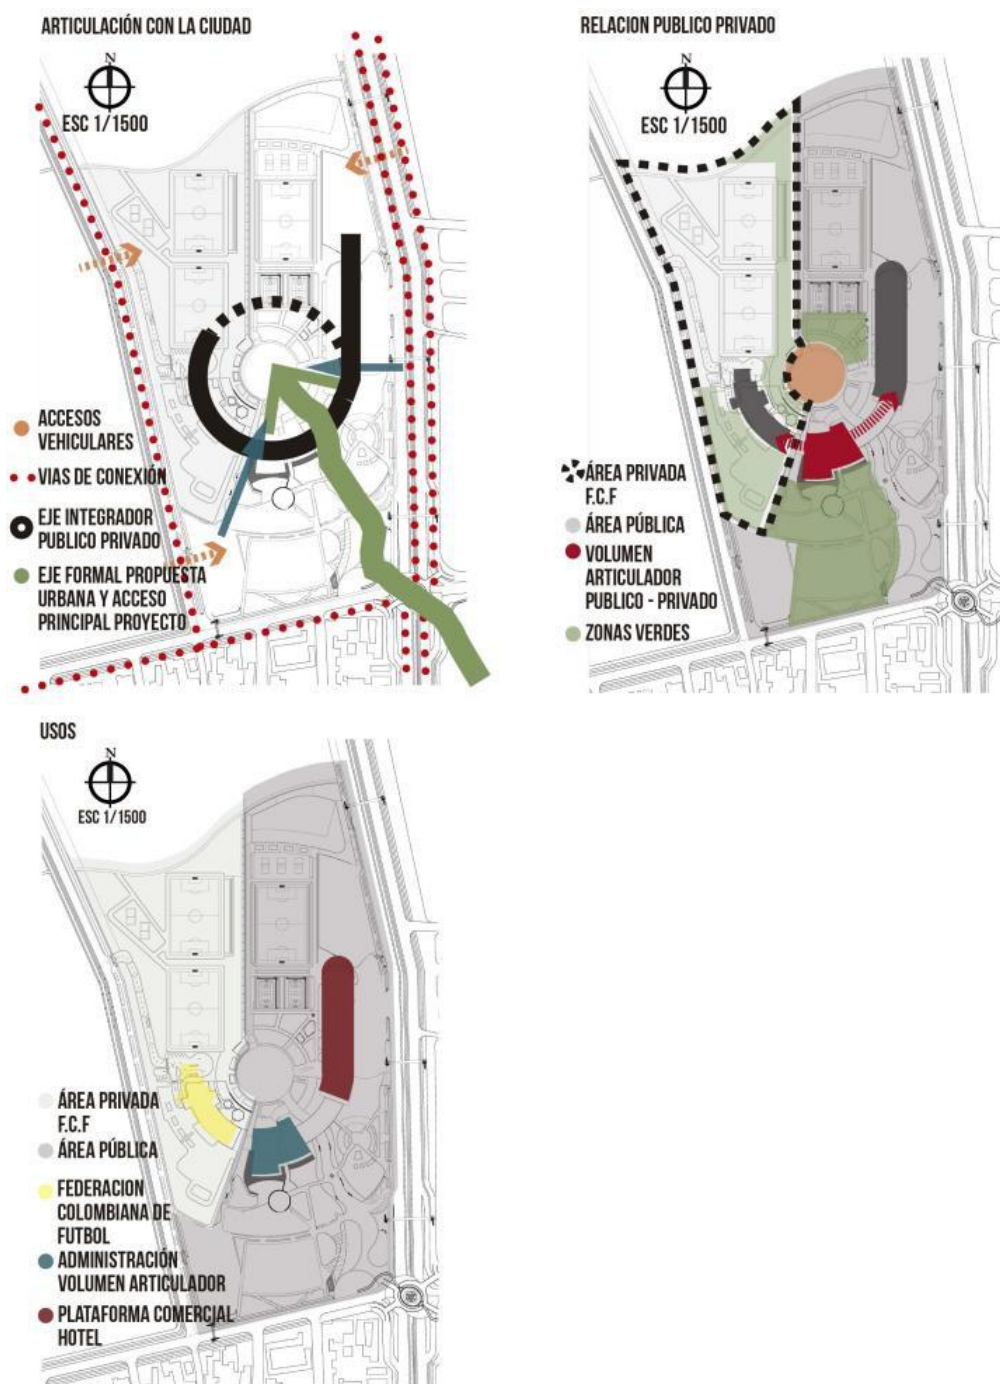 ARTICULACIÓN CON LA CIUDAD
N
ESC 1/1500
ACCESOS
VEHICULARES
VIAS DE CONEXIÓN
EJE INTEGRADOR
PUBLICO PRIVADO
EJE FORMAL PROPUESTA
URBANA Y ACCESO
PRINCIPAL PROYECTO
RELACION PUBLICO PRIVADO
N
ESC 1/1500
ÁREA PRIVADA
F.C.F
ÁREA PÚBLICA
VOLUMEN
ARTICULADOR
PUBLICO - PRIVADO
ZONAS VERDES
USOS
N
ESC 1/1500
ÁREA PRIVADA
F.C.F
ÁREA PÚBLICA
FEDERACION
COLOMBIANA DE
FUTBOL
ADMINISTRACIÓN
VOLUMEN ARTICULADOR
PLATAFORMA COMERCIAL
HOTEL